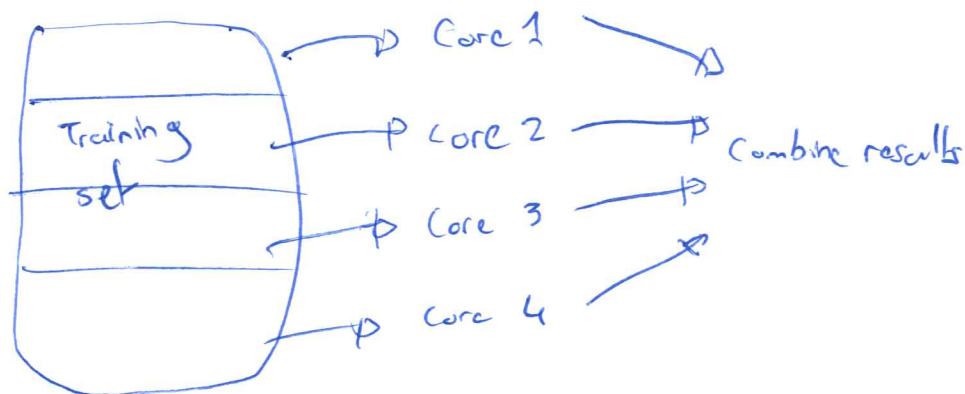 Training
set
Core 1
Core 2
Core 3
Core 4
Combine results